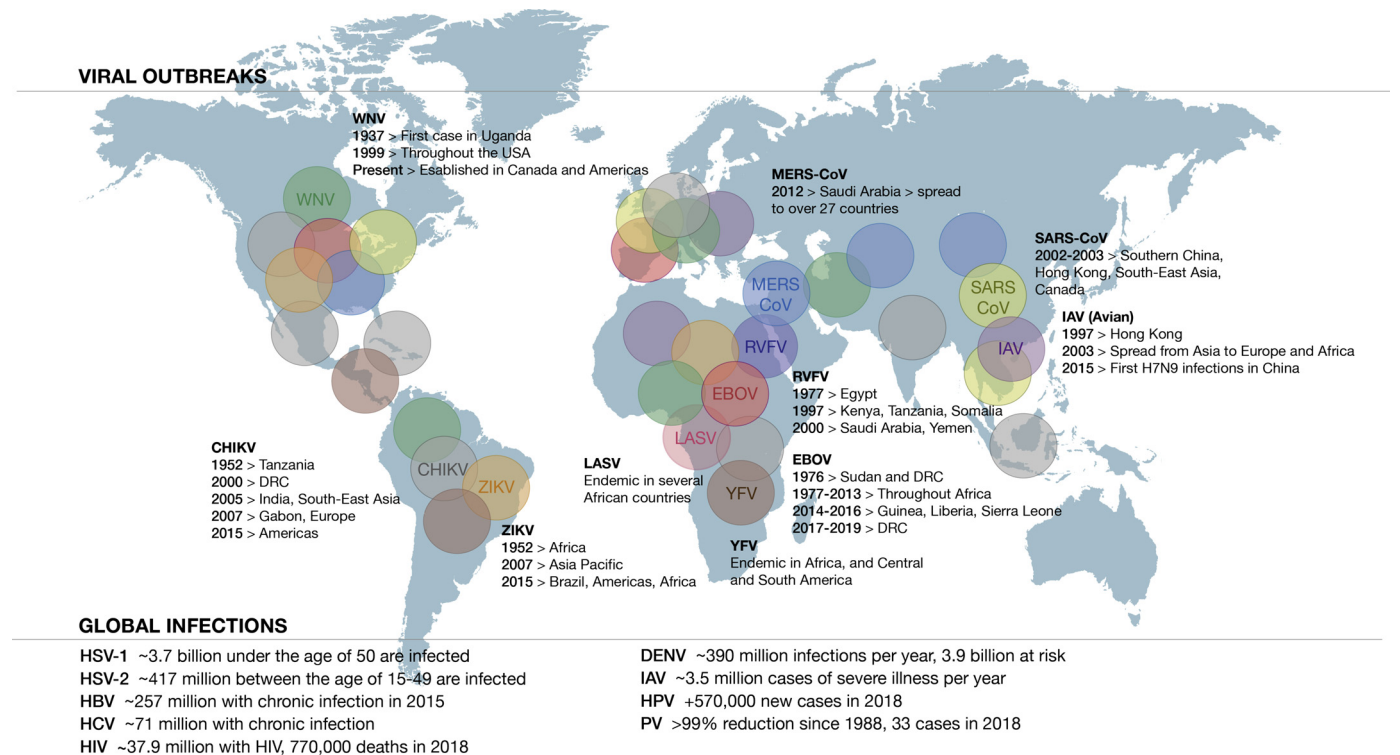 VIRAL OUTBREAKS
WNV
1937 > First case in Uganda
1999 > Throughout the USA
Present > Esablished in Canada and Americas
WNV
MERS-CoV
2012 > Saudi Arabia > spread
to over 27 countries
SARS-CoV
2002-2003 > Southern China,
Hong Kong, South-East Asia,
Canada
MERS
CoV
SARS
CoV
IAV (Avian)
1997 > Hong Kong
2003 > Spread from Asia to Europe and Africa
2015 > First H7N9 infections in China
RVFV
IAV
RVFV
1977 > Egypt
1997 > Kenya, Tanzania, Somalia
2000 > Saudi Arabia, Yemen
EBOV
LASV
CHIKV
1952 > Tanzania
2000 > DRC
2005 > India, South-East Asia
2007 > Gabon, Europe
2015 > Americas
CHIKV
ZIKV
LASV
Endemic in several
African countries
YFV
EBOV
1976 > Sudan and DRC
1977-2013 > Throughout Africa
2014-2016 > Guinea, Liberia, Sierra Leone
2017-2019 > DRC
ZIKV
1952 > Africa
2007 > Asia Pacific
2015 > Brazil, Americas, Africa
YFV
Endemic in Africa, and Central
and South America
GLOBAL INFECTIONS
HSV-1 ~3.7 billion under the age of 50 are infected
HSV-2 ~417 million between the age of 15-49 are infected
HBV ~257 million with chronic infection in 2015
HCV ~71 million with chronic infection
HIV ~37.9 million with HIV, 770,000 deaths in 2018
DENV ~390 million infections per year, 3.9 billion at risk
IAV ~3.5 million cases of severe illness per year
HPV +570,000 new cases in 2018
PV >99% reduction since 1988, 33 cases in 2018